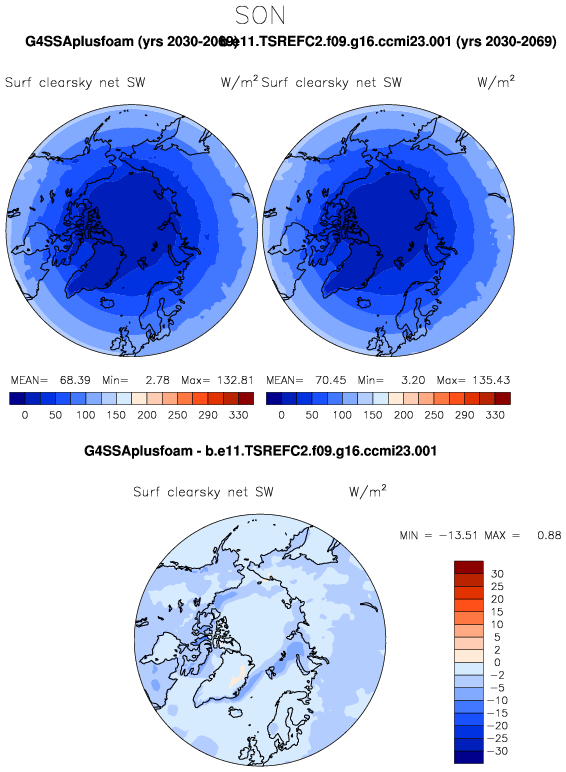 SON
G4SSAplusfoam (yrs 2030-2069) b.e11.TSREFC2.f09.g16.ccmi23.001 (yrs 2030-2069)
Surf clearsky net SW W/m² Surf clearsky net SW W/m²
MEAN= 68.39 Min= 2.78 Max= 132.81 MEAN= 70.45 Min= 3.20 Max= 135.43
0 50 100 150 200 250 290 330 0 50 100 150 200 250 290 330
G4SSAplusfoam - b.e11.TSREFC2.f09.g16.ccmi23.001
Surf clearsky net SW W/m²
MIN = -13.51 MAX = 0.88
30
25
20
15
10
5
2
0
-2
-5
-10
-15
-20
-25
-30